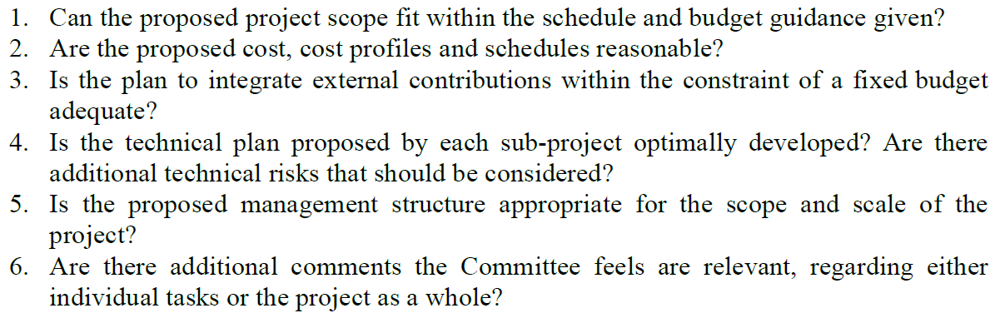 1. Can the proposed project scope fit within the schedule and budget guidance given?
2. Are the proposed cost, cost profiles and schedules reasonable?
3. Is the plan to integrate external contributions within the constraint of a fixed budget
adequate?
4. Is the technical plan proposed by each sub-project optimally developed? Are there
additional technical risks that should be considered?
5. Is the proposed management structure appropriate for the scope and scale of the
project?
6. Are there additional comments the Committee feels are relevant, regarding either
individual tasks or the project as a whole?